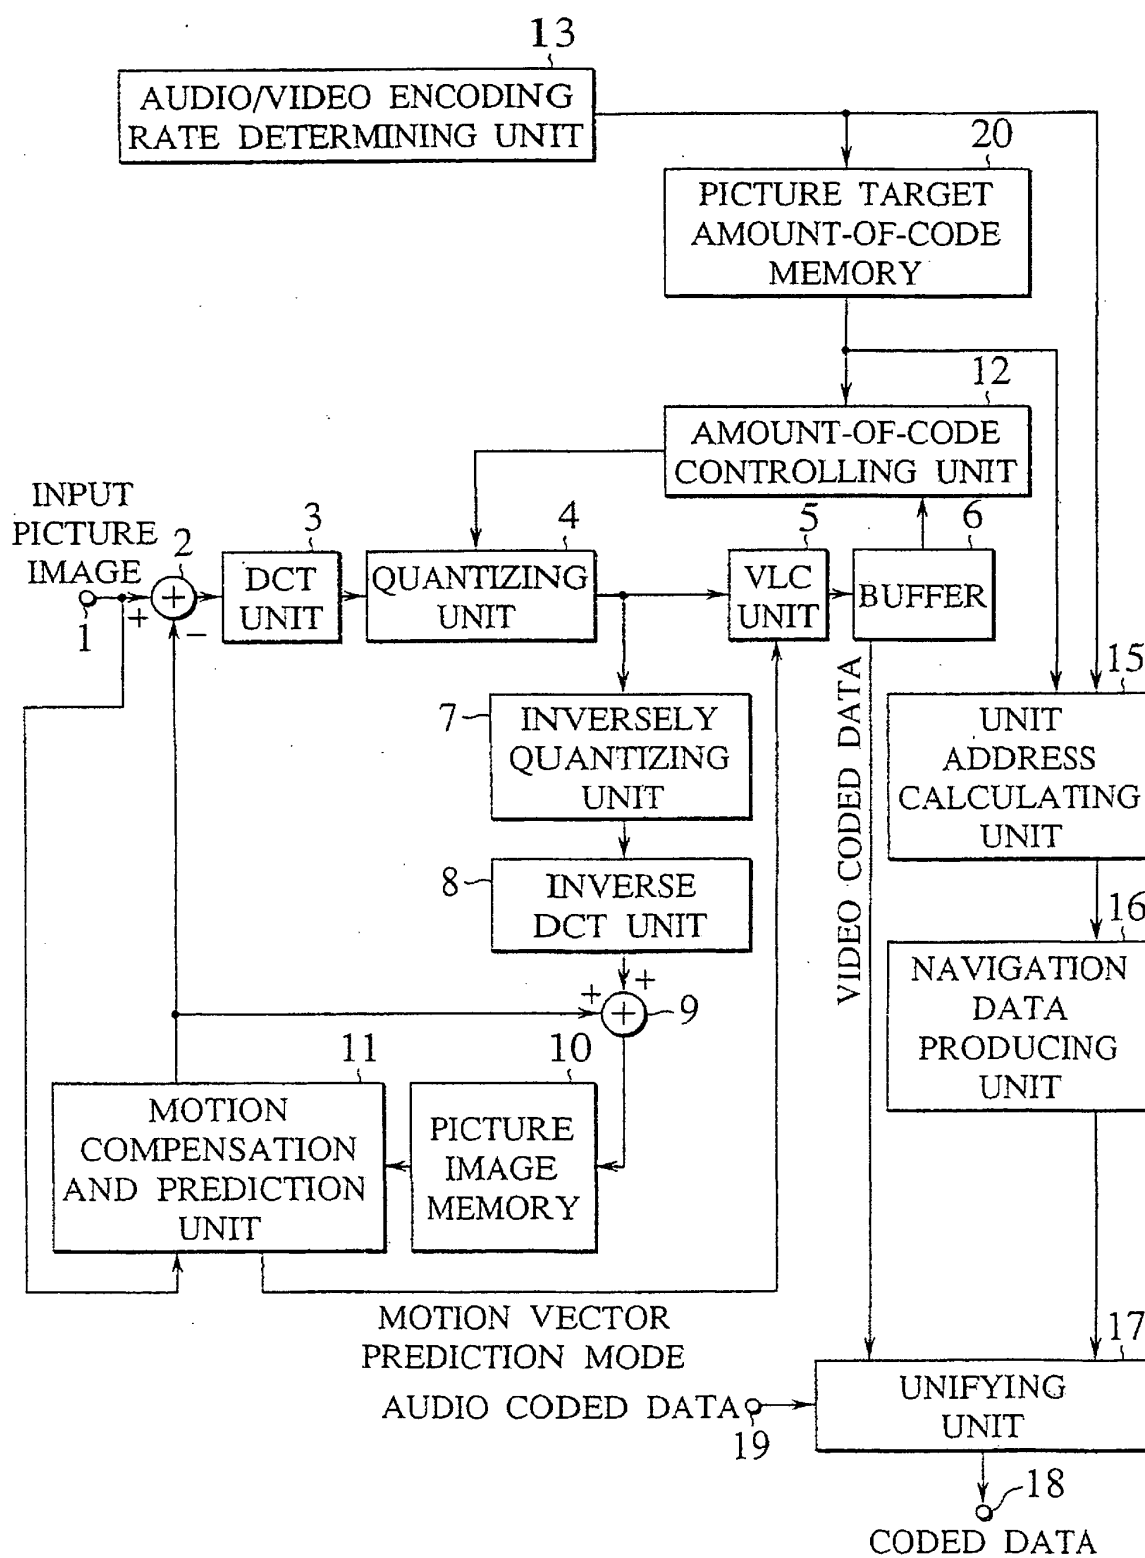 13
AUDIO/VIDEO ENCODING
RATE DETERMINING UNIT
20
PICTURE TARGET
AMOUNT-OF-CODE
MEMORY
12
AMOUNT-OF-CODE
CONTROLLING UNIT
INPUT
PICTURE
IMAGE
1
+
2
+
−
3
DCT
UNIT
4
QUANTIZING
UNIT
5
VLC
UNIT
6
BUFFER
7
INVERSELY
QUANTIZING
UNIT
8
INVERSE
DCT UNIT
+
+
+
9
10
PICTURE
IMAGE
MEMORY
11
MOTION
COMPENSATION
AND PREDICTION
UNIT
MOTION VECTOR
PREDICTION MODE
VIDEO CODED DATA
15
UNIT
ADDRESS
CALCULATING
UNIT
16
NAVIGATION
DATA
PRODUCING
UNIT
17
UNIFYING
UNIT
AUDIO CODED DATA
19
18
CODED DATA